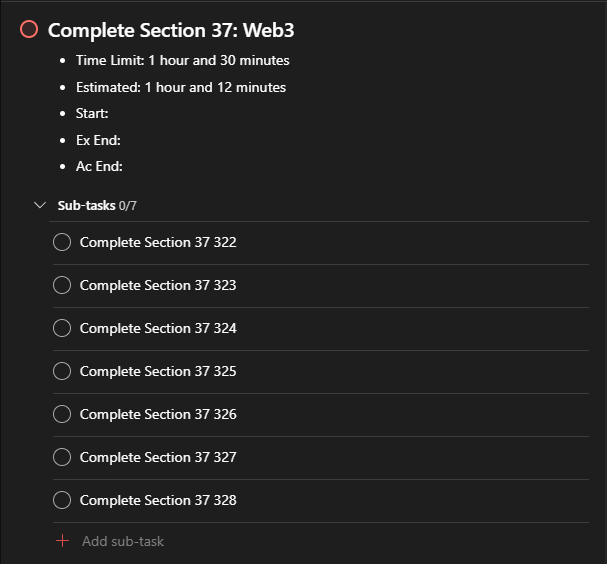 Complete Section 37: Web3
Time Limit: 1 hour and 30 minutes
Estimated: 1 hour and 12 minutes
Start:
Ex End:
Ac End:
Sub-tasks 0/7
Complete Section 37 322
Complete Section 37 323
Complete Section 37 324
Complete Section 37 325
Complete Section 37 326
Complete Section 37 327
Complete Section 37 328
Add sub-task